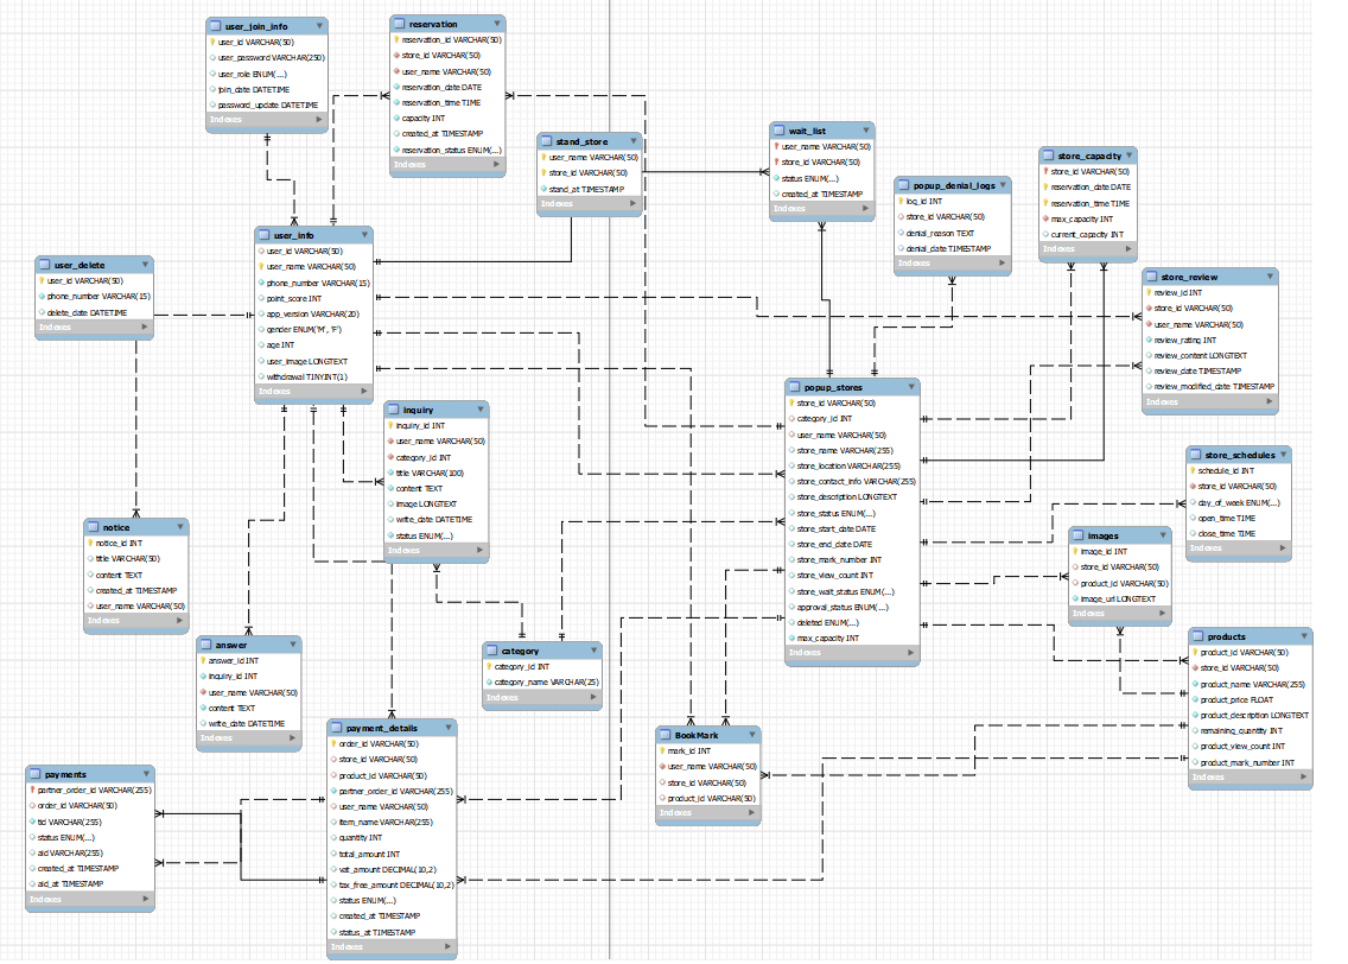 user_join_info
user_id VARCHAR(50)
user_password VARCHAR(250)
user_role ENUM(...)
join_date DATETIME
password_update DATETIME
Indexes
reservation
reservation_id VARCHAR(50)
store_id VARCHAR(50)
user_name VARCHAR(50)
reservation_date DATE
reservation_time TIME
capacity INT
created_at TIMESTAMP
reservation_status ENUM(...)
Indexes
stand_store
user_name VARCHAR(50)
store_id VARCHAR(50)
stand_at TIMESTAMP
Indexes
wait_list
user_name VARCHAR(50)
store_id VARCHAR(50)
status ENUM(...)
created_at TIMESTAMP
Indexes
popup_denial_logs
log_id INT
store_id VARCHAR(50)
denial_reason TEXT
denial_date TIMESTAMP
Indexes
store_capacity
store_id VARCHAR(50)
reservation_date DATE
reservation_time TIME
max_capacity INT
current_capacity INT
Indexes
user_info
user_id VARCHAR(50)
user_name VARCHAR(50)
phone_number VARCHAR(15)
point_score INT
app_version VARCHAR(20)
gender ENUM('M', 'F')
age INT
user_image LONGTEXT
withdrawal TINYINT(1)
Indexes
user_delete
user_id VARCHAR(50)
phone_number VARCHAR(15)
delete_date DATETIME
Indexes
store_review
review_id INT
store_id VARCHAR(50)
user_name VARCHAR(50)
review_rating INT
review_content LONGTEXT
review_date TIMESTAMP
review_modified_date TIMESTAMP
Indexes
inquiry
inquiry_id INT
user_name VARCHAR(50)
category_id INT
title VARCHAR(100)
content TEXT
image LONGTEXT
write_date DATETIME
status ENUM(...)
Indexes
popup_stores
store_id VARCHAR(50)
category_id INT
user_name VARCHAR(50)
store_name VARCHAR(255)
store_location VARCHAR(255)
store_contact_info VARCHAR(255)
store_description LONGTEXT
store_status ENUM(...)
store_start_date DATE
store_end_date DATE
store_mark_number INT
store_view_count INT
store_wait_status ENUM(...)
approval_status ENUM(...)
deleted ENUM(...)
max_capacity INT
Indexes
store_schedules
schedule_id INT
store_id VARCHAR(50)
day_of_week ENUM(...)
open_time TIME
close_time TIME
Indexes
notice
notice_id INT
title VARCHAR(50)
content TEXT
created_at TIMESTAMP
user_name VARCHAR(50)
Indexes
images
image_id INT
store_id VARCHAR(50)
product_id VARCHAR(50)
image_url LONGTEXT
Indexes
answer
answer_id INT
inquiry_id INT
user_name VARCHAR(50)
content TEXT
write_date DATETIME
Indexes
category
category_id INT
category_name VARCHAR(25)
Indexes
products
product_id VARCHAR(50)
store_id VARCHAR(50)
product_name VARCHAR(255)
product_price FLOAT
product_description LONGTEXT
remaining_quantity INT
product_view_count INT
product_mark_number INT
Indexes
payment_details
order_id VARCHAR(50)
store_id VARCHAR(50)
product_id VARCHAR(50)
partner_order_id VARCHAR(255)
user_name VARCHAR(50)
item_name VARCHAR(255)
quantity INT
total_amount INT
vat_amount DECIMAL(10,2)
tax_free_amount DECIMAL(10,2)
status ENUM(...)
created_at TIMESTAMP
status_at TIMESTAMP
Indexes
BookMark
mark_id INT
user_name VARCHAR(50)
store_id VARCHAR(50)
product_id VARCHAR(50)
Indexes
payments
partner_order_id VARCHAR(255)
order_id VARCHAR(50)
tid VARCHAR(255)
status ENUM(...)
aid VARCHAR(255)
created_at TIMESTAMP
aid_at TIMESTAMP
Indexes